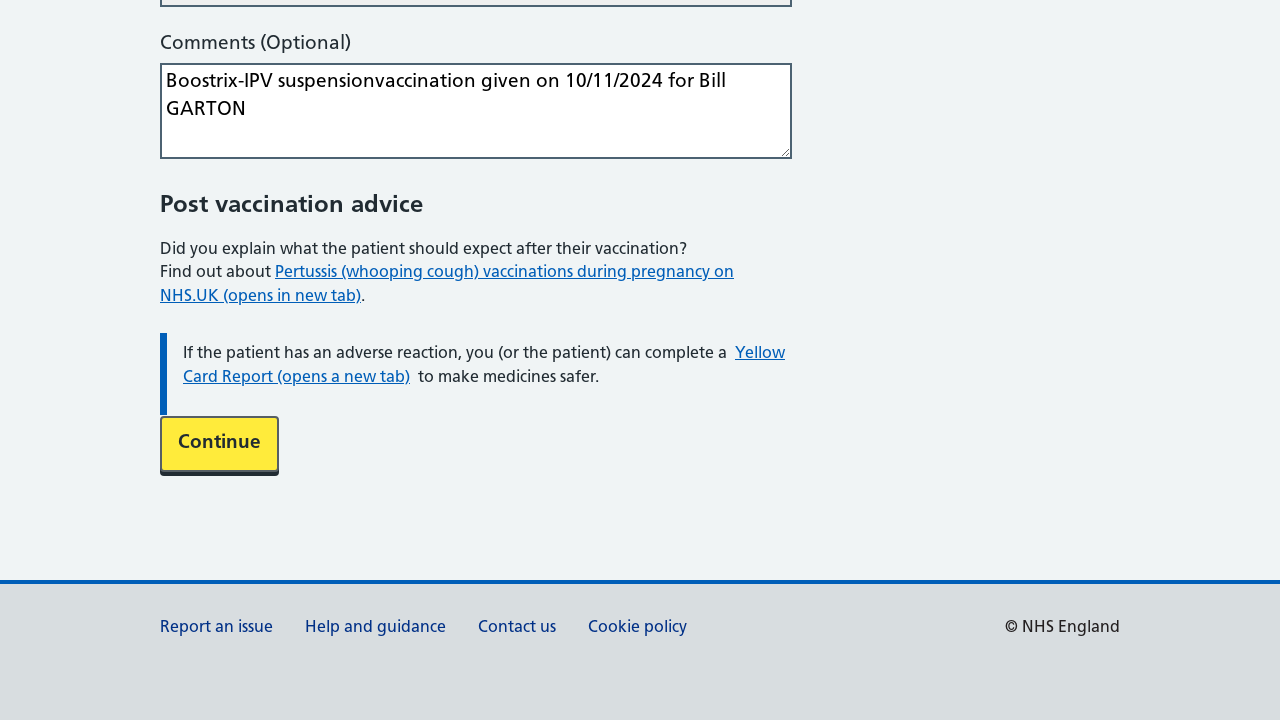 Comments (Optional)
Boostrix-IPV suspensionvaccination given on 10/11/2024 for Bill
GARTON
Post vaccination advice
Did you explain what the patient should expect after their vaccination?
Find out about Pertussis (whooping cough) vaccinations during pregnancy on
NHS.UK (opens in new tab).
If the patient has an adverse reaction, you (or the patient) can complete a Yellow
Card Report (opens a new tab) to make medicines safer.
Continue
Report an issue Help and guidance Contact us Cookie policy © NHS England